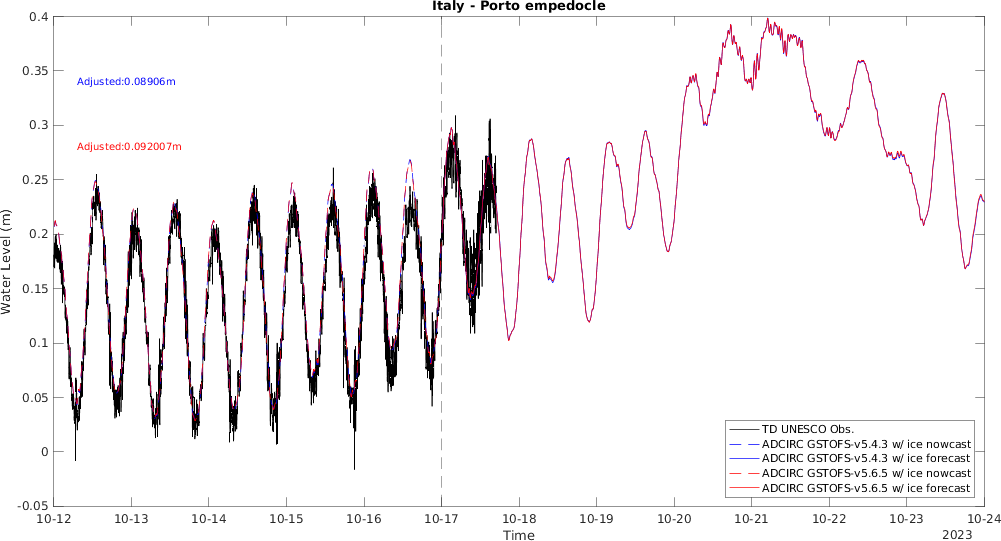 Italy - Porto empedocle
0.4
0.35
0.3
0.25
0.2
0.15
0.1
0.05
0
-0.05
Water Level (m)
Adjusted:0.08906m
Adjusted:0.092007m
TD UNESCO Obs.
ADCIRC GSTOFS-v5.4.3 w/ ice nowcast
ADCIRC GSTOFS-v5.4.3 w/ ice forecast
ADCIRC GSTOFS-v5.6.5 w/ ice nowcast
ADCIRC GSTOFS-v5.6.5 w/ ice forecast
10-12 10-13 10-14 10-15 10-16 10-17 10-18 10-19 10-20 10-21 10-22 10-23 10-24
Time
2023